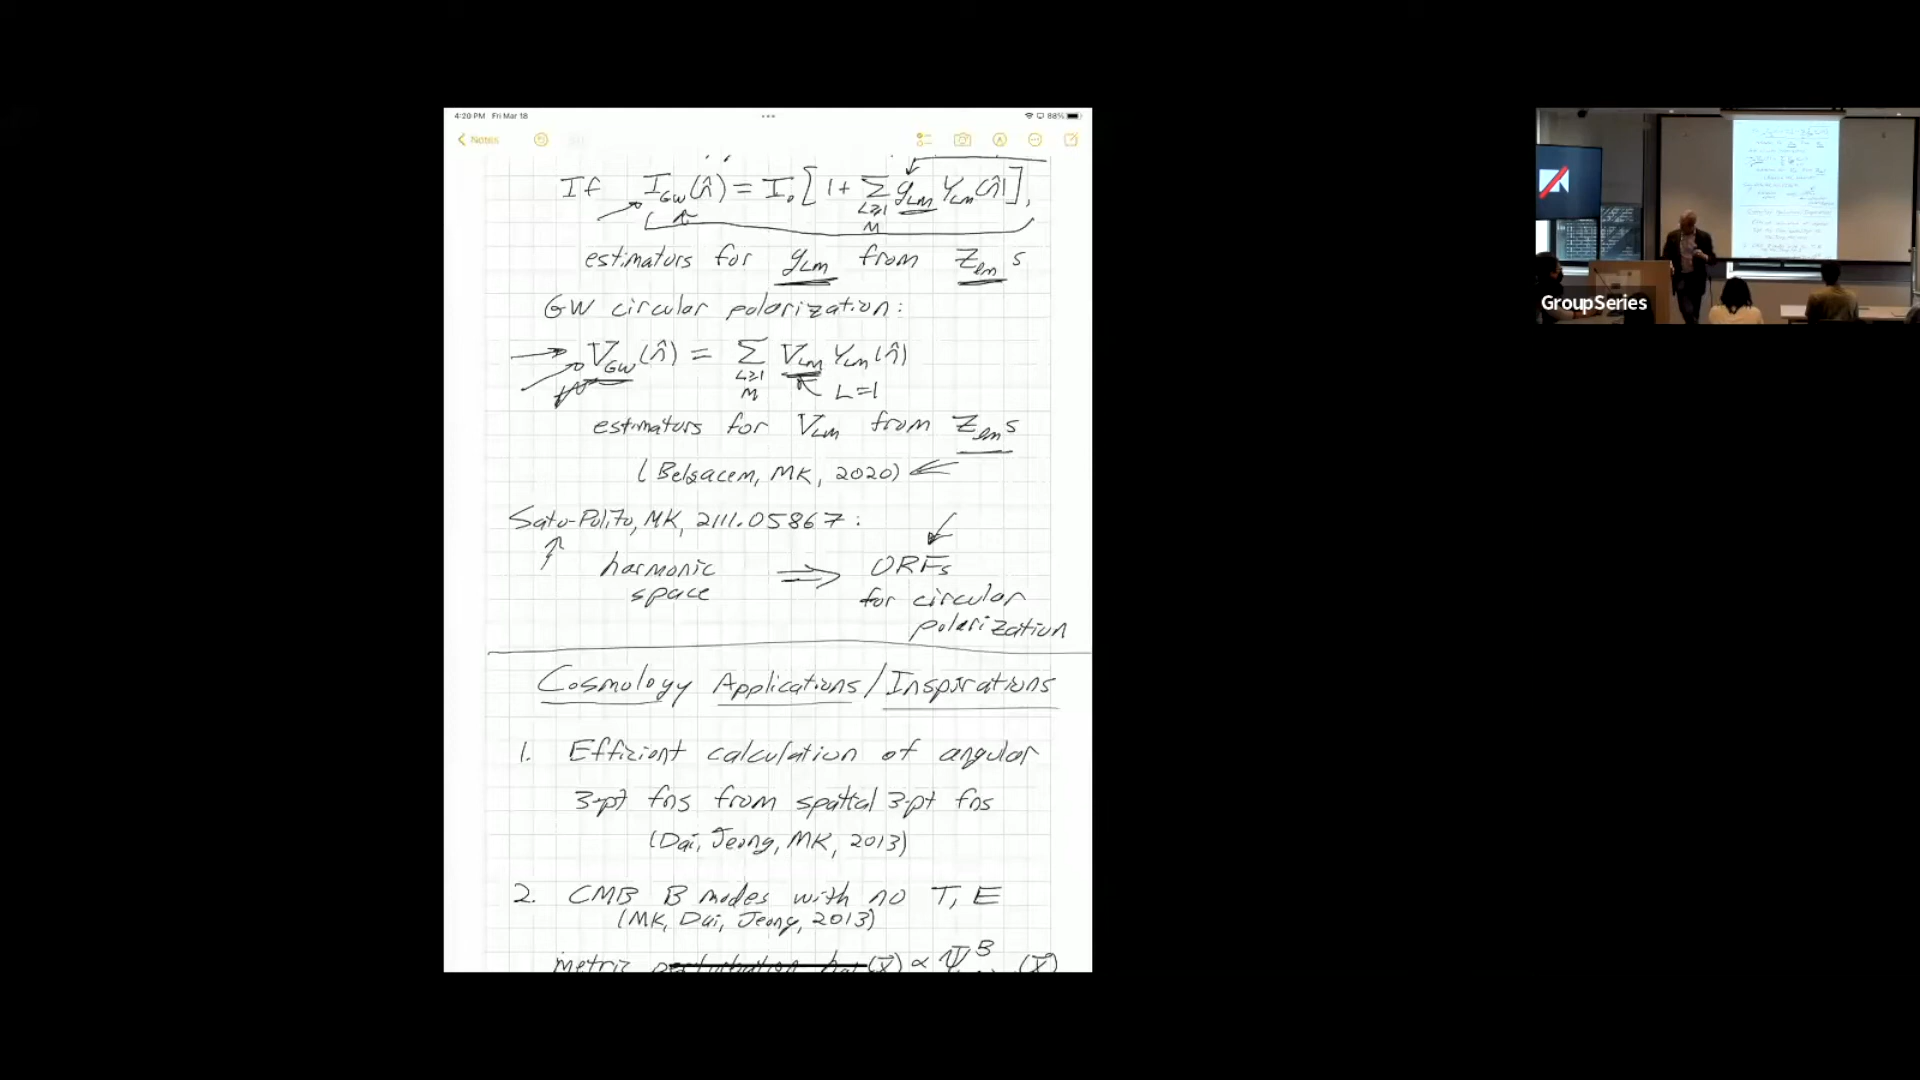 4:20 PM Fri Mar 18
88%
Notes
If I_GW(n̂) = I₀ [1 + Σ_{L≥1 M} g_LM Y_LM(n̂)],
estimators for g_LM from Z_lm s
GW circular polarization:
V_GW(n̂) = Σ_{L≥1 M} V_LM Y_LM(n̂)
L=1
estimators for V_LM from Z_lm s
(Belgacem, MK, 2020)
Sato-Polito, MK, 2111.05867:
harmonic space ⇒ ORFs for circular polarization
Cosmology Applications/Inspirations
1. Efficient calculation of angular
3-pt fns from spatial 3-pt fns
(Dai, Jeong, MK, 2013)
2. CMB B modes with no T, E
(MK, Dai, Jeong, 2013)
metric perturbation (x⃗) ∝ Ψ^B (x⃗)
GroupSeries